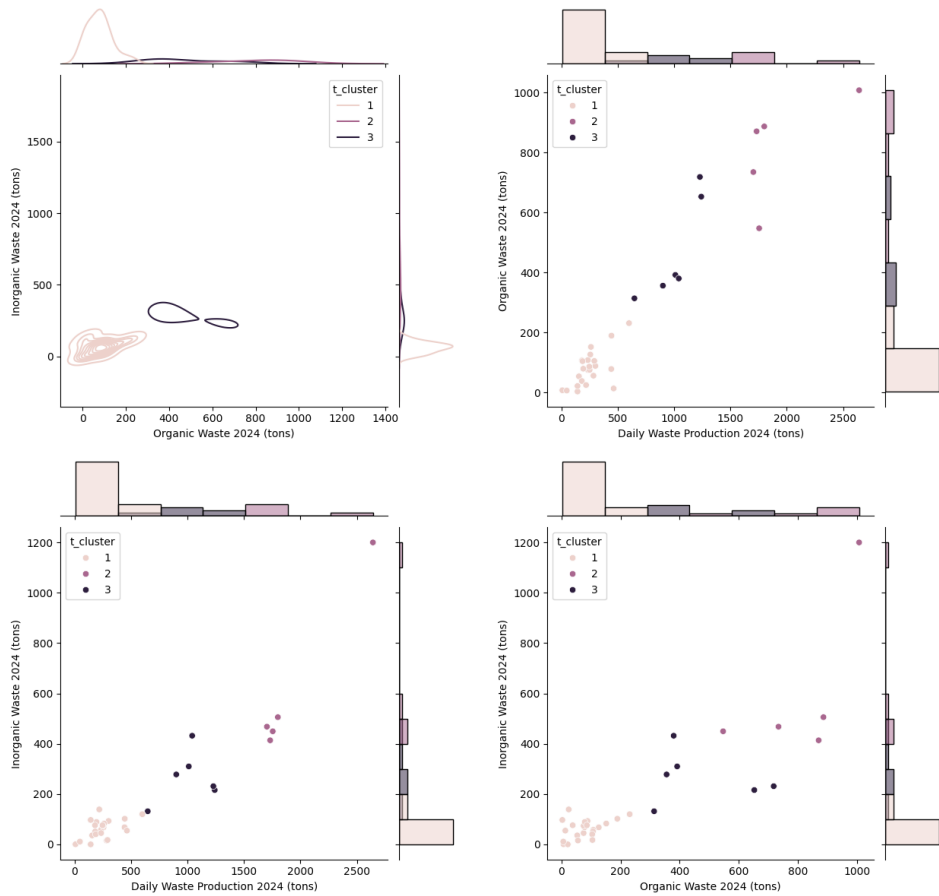 t_cluster
1
2
3
Inorganic Waste 2024 (tons)
1500
1000
500
0
0 200 400 600 800 1000 1200 1400
Organic Waste 2024 (tons)
t_cluster
1
2
3
Organic Waste 2024 (tons)
1000
800
600
400
200
0
0 500 1000 1500 2000 2500
Daily Waste Production 2024 (tons)
t_cluster
1
2
3
Inorganic Waste 2024 (tons)
1200
1000
800
600
400
200
0
0 500 1000 1500 2000 2500
Daily Waste Production 2024 (tons)
t_cluster
1
2
3
Inorganic Waste 2024 (tons)
1200
1000
800
600
400
200
0
0 200 400 600 800 1000
Organic Waste 2024 (tons)